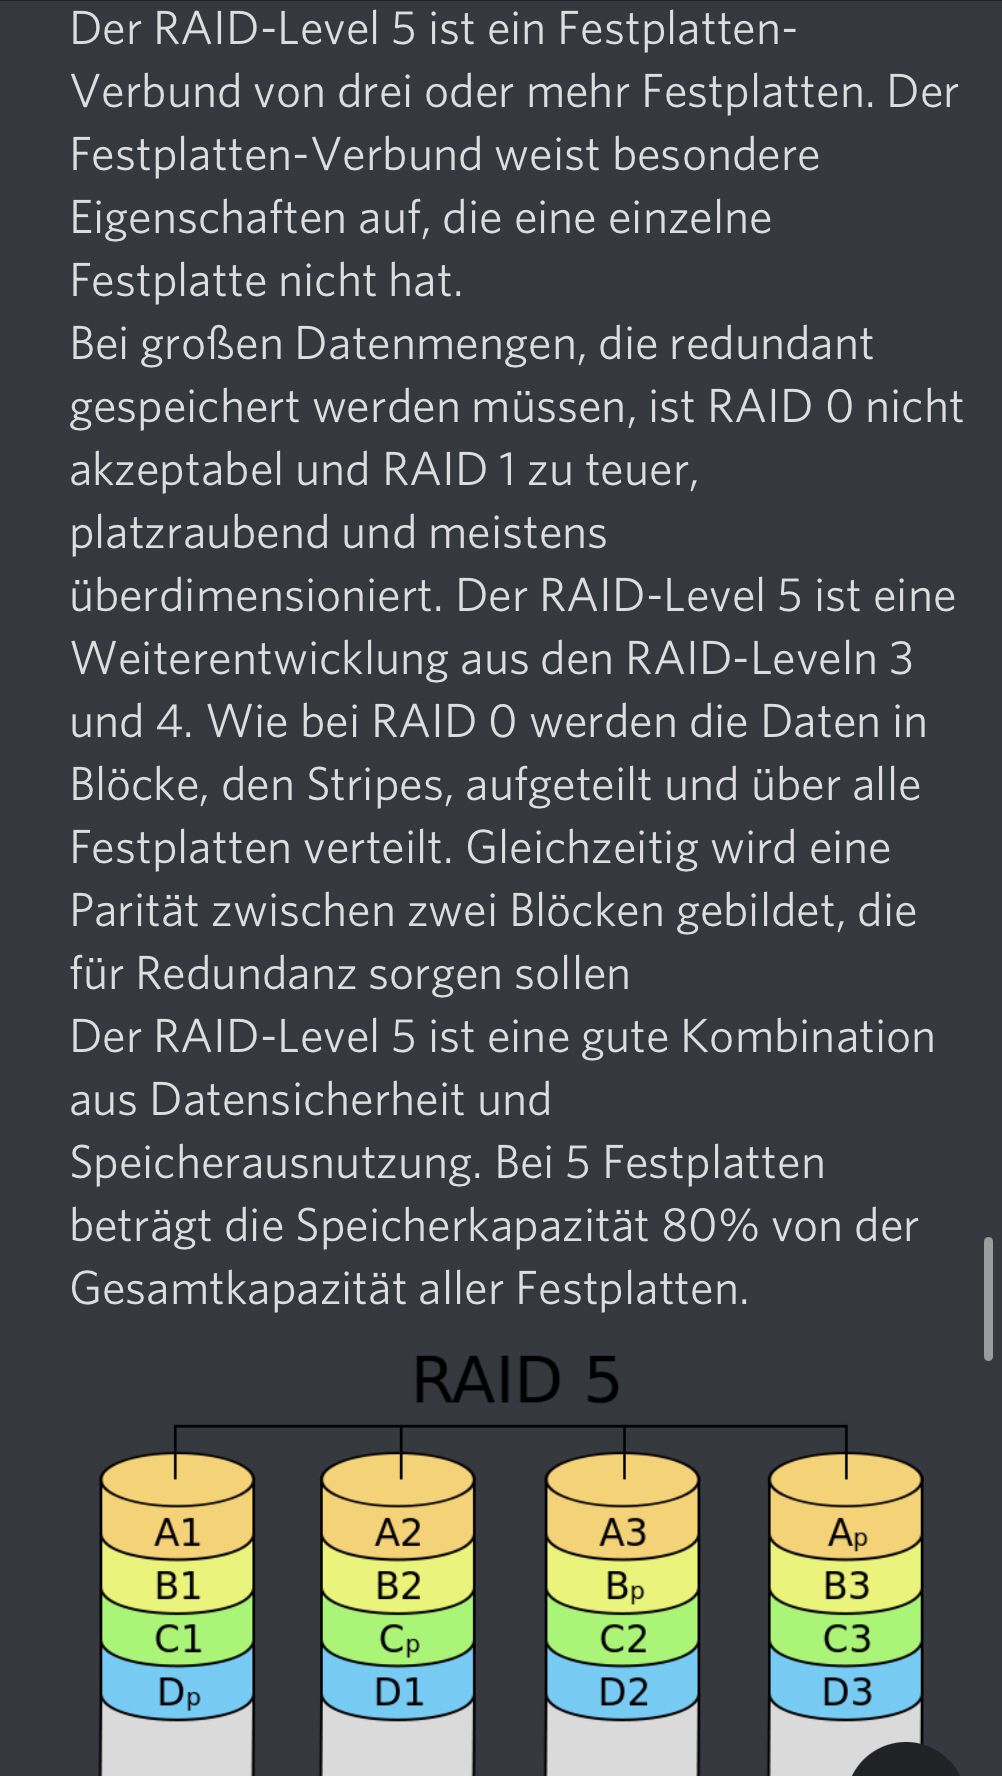 Der RAID-Level 5 ist ein Festplatten-
Verbund von drei oder mehr Festplatten. Der
Festplatten-Verbund weist besondere
Eigenschaften auf, die eine einzelne
Festplatte nicht hat.
Bei großen Datenmengen, die redundant
gespeichert werden müssen, ist RAID 0 nicht
akzeptabel und RAID 1 zu teuer,
platzraubend und meistens
überdimensioniert. Der RAID-Level 5 ist eine
Weiterentwicklung aus den RAID-Leveln 3
und 4. Wie bei RAID 0 werden die Daten in
Blöcke, den Stripes, aufgeteilt und über alle
Festplatten verteilt. Gleichzeitig wird eine
Parität zwischen zwei Blöcken gebildet, die
für Redundanz sorgen sollen
Der RAID-Level 5 ist eine gute Kombination
aus Datensicherheit und
Speicherausnutzung. Bei 5 Festplatten
beträgt die Speicherkapazität 80% von der
Gesamtkapazität aller Festplatten.
RAID 5
A1 A2 A3 Ap
B1 B2 Bp B3
C1 Cp C2 C3
Dp D1 D2 D3